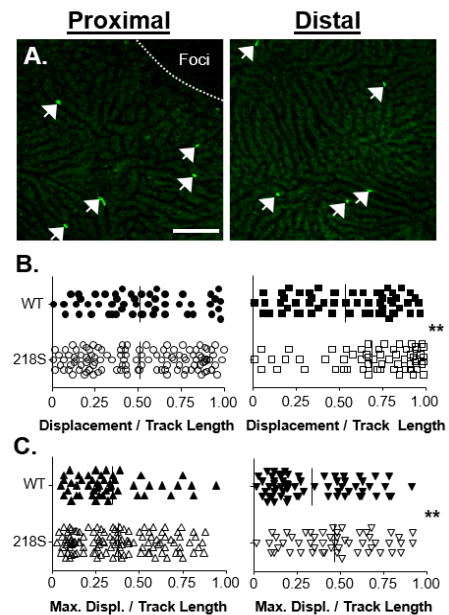 Proximal Distal
A. Foci
B.
WT
218S **
0 0.25 0.50 0.75 1.00 0 0.25 0.50 0.75 1.00
Displacement / Track Length Displacement / Track Length
C.
WT
218S **
0 0.25 0.50 0.75 1.00 0 0.25 0.50 0.75 1.00
Max. Displ. / Track Length Max. Displ. / Track Length